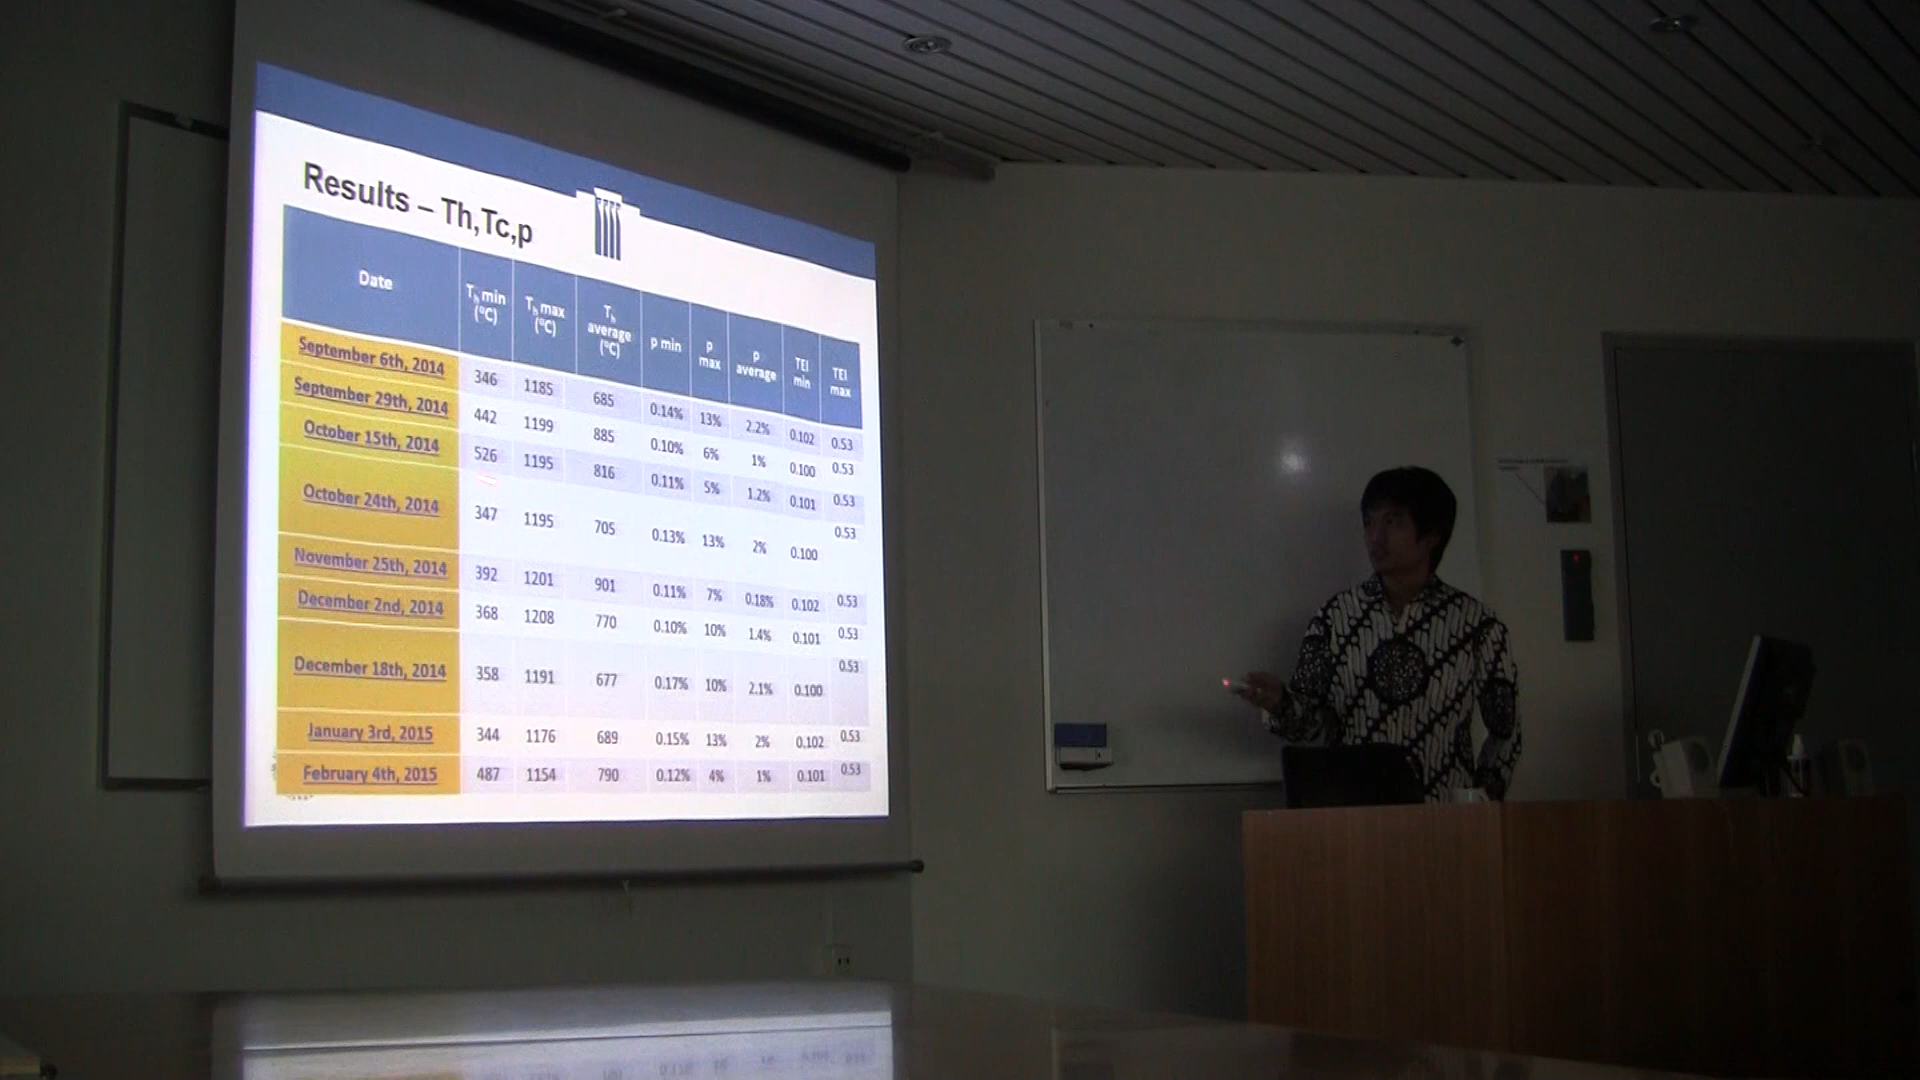 Results – Th,Tc,p
Date Th min (°C) Th max (°C) Th average (°C) p min p max p average TEI min TEI max
September 6th, 2014 346 1185 685 0.14% 13% 2.2% 0.102 0.53
September 29th, 2014 442 1199 885 0.10% 6% 1% 0.100 0.53
October 15th, 2014 526 1195 816 0.11% 5% 1.2% 0.101 0.53
October 24th, 2014 347 1195 705 0.13% 13% 2% 0.100 0.53
November 25th, 2014 392 1201 901 0.11% 7% 0.18% 0.102 0.53
December 2nd, 2014 368 1208 770 0.10% 10% 1.4% 0.101 0.53
December 18th, 2014 358 1191 677 0.17% 10% 2.1% 0.100 0.53
January 3rd, 2015 344 1176 689 0.15% 13% 2% 0.102 0.53
February 4th, 2015 487 1154 790 0.12% 4% 1% 0.101 0.53